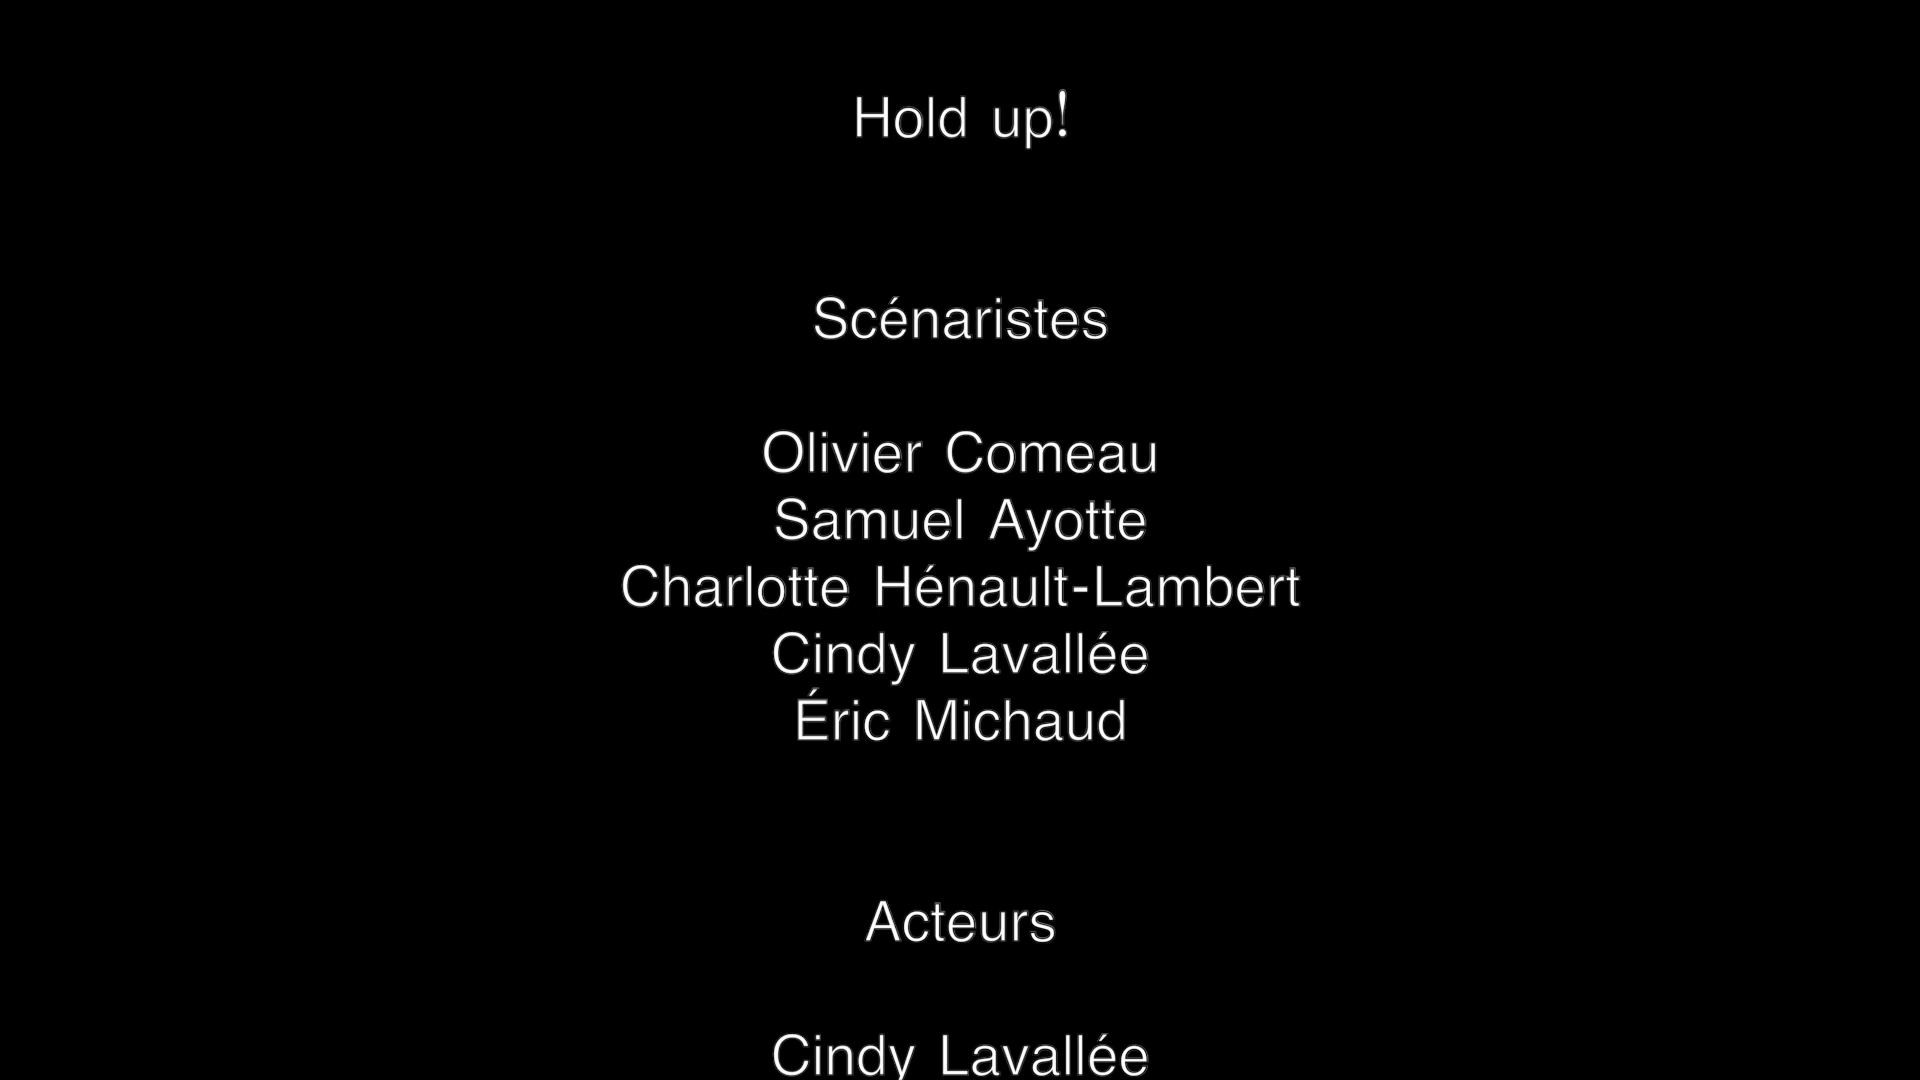 Hold up!
Scénaristes
Olivier Comeau
Samuel Ayotte
Charlotte Hénault-Lambert
Cindy Lavallée
Éric Michaud
Acteurs
Cindy Lavallée